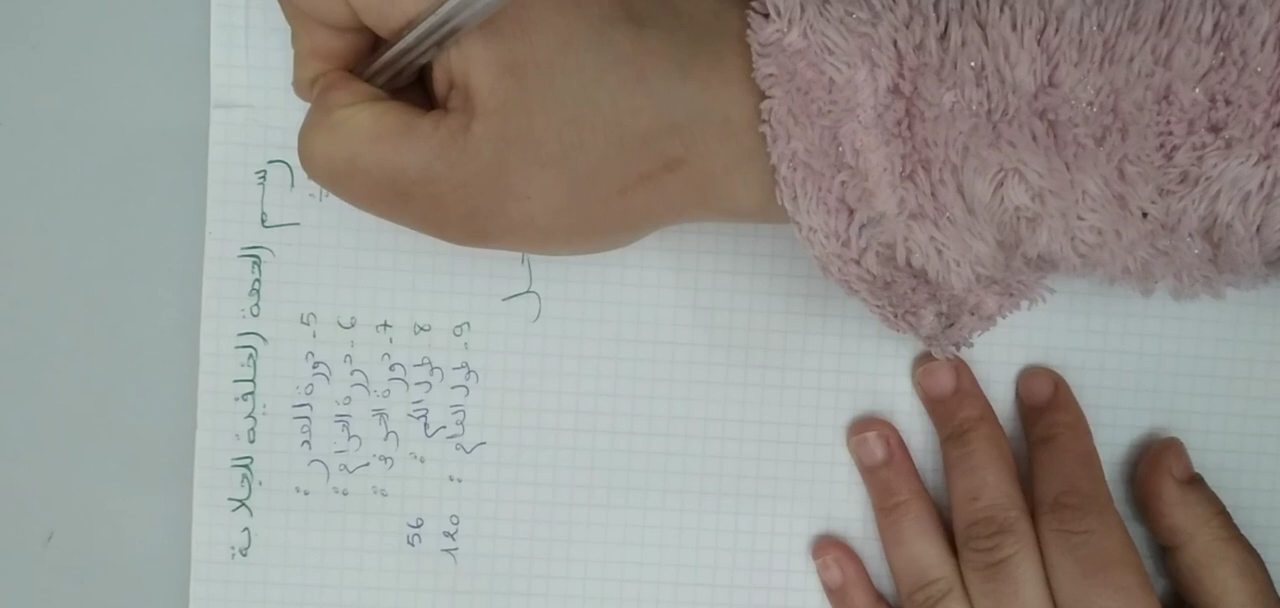 رسم الجهة الخلفية للجلابة
5- دورة الصدر :
6- دورة الحزام :
7- دورة الحوض :
8- طول الكم : 56
9- طول القاع : 120